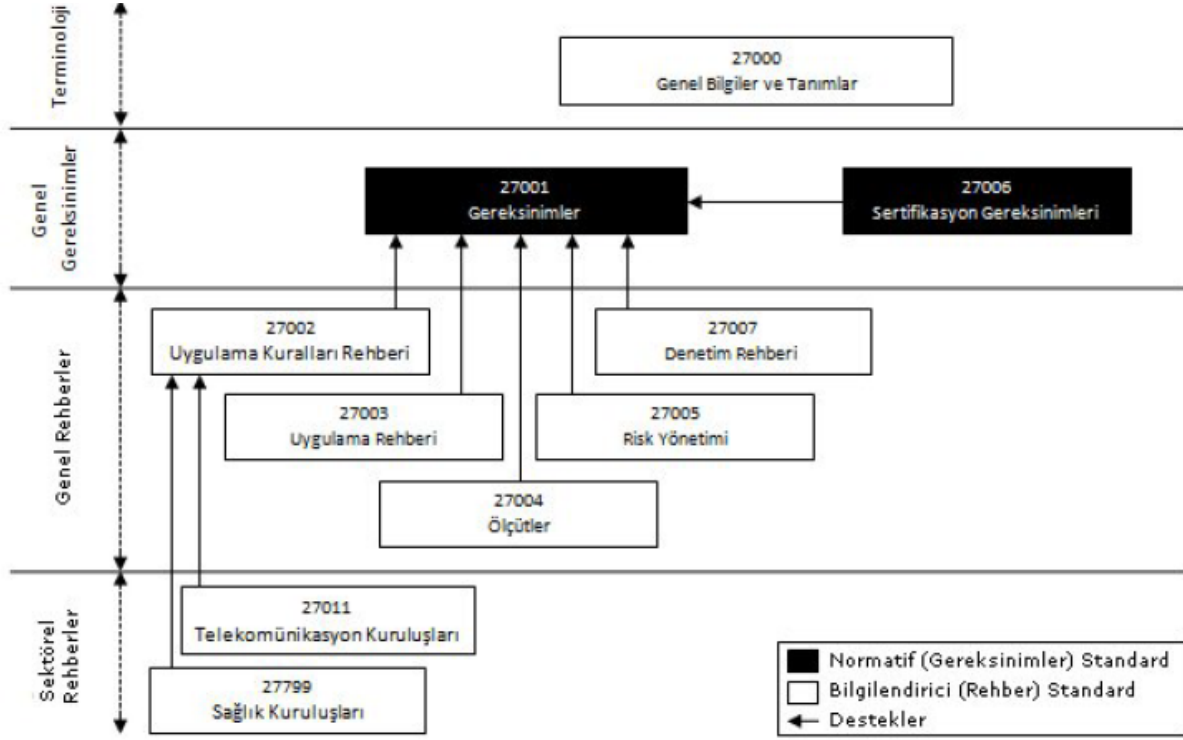 Terminoloji
27000
Genel Bilgiler ve Tanımlar
Genel
Gereksinimler
27001
Gereksinimler
27006
Sertifikasyon Gereksinimleri
Genel Rehberler
27002
Uygulama Kuralları Rehberi
27007
Denetim Rehberi
27003
Uygulama Rehberi
27005
Risk Yönetimi
27004
Ölçütler
Sektörel
Rehberler
27011
Telekomünikasyon Kuruluşları
27799
Sağlık Kuruluşları
Normatif (Gereksinimler) Standard
Bilgilendirici (Rehber) Standard
Destekler